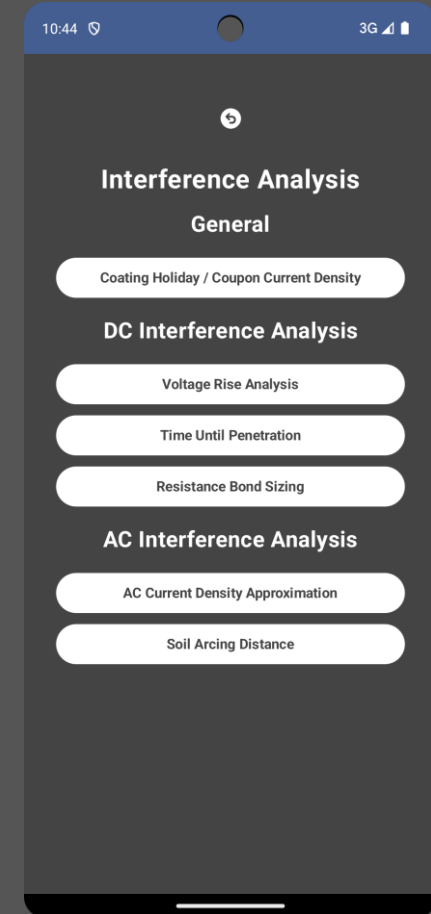 10:44
3G
Interference Analysis
General
Coating Holiday / Coupon Current Density
DC Interference Analysis
Voltage Rise Analysis
Time Until Penetration
Resistance Bond Sizing
AC Interference Analysis
AC Current Density Approximation
Soil Arcing Distance